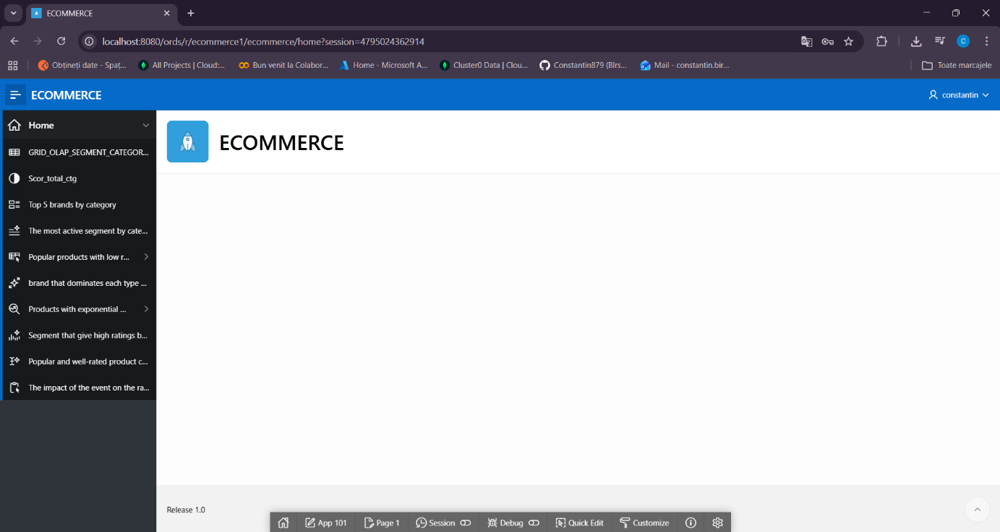 ECOMMERCE
localhost:8080/ords/r/ecommerce1/ecommerce/home?session=4795024362914
C
Obțineți date - Spaț...
All Projects | Cloud:...
Bun venit la Colabor...
Home - Microsoft A...
Cluster0 Data | Clou...
Constantin879 (Bîrs...
Mail - constantin.bir...
Toate marcajele
ECOMMERCE
constantin
Home
GRID_OLAP_SEGMENT_CATEGOR...
Scor_total_ctg
Top 5 brands by category
The most active segment by cate...
Popular products with low r...
brand that dominates each type ...
Products with exponential ...
Segment that give high ratings b...
Popular and well-rated product c...
The impact of the event on the ra...
ECOMMERCE
Release 1.0
App 101
Page 1
Session
Debug
Quick Edit
Customize